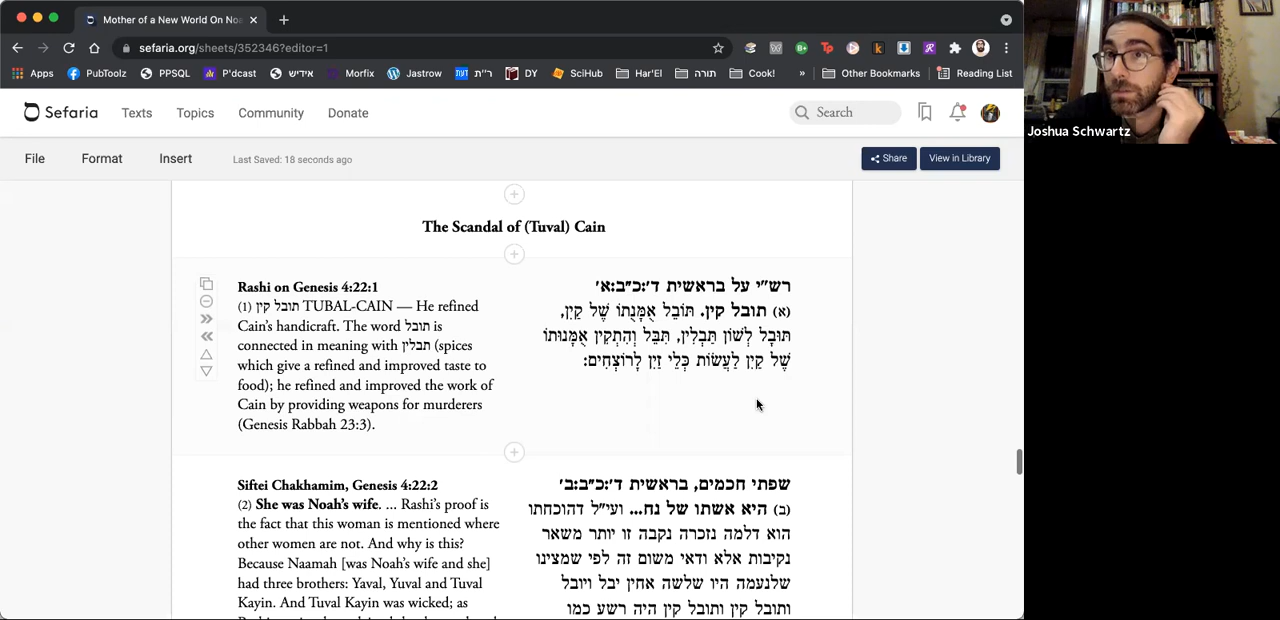 Mother of a New World On Noa
sefaria.org/sheets/352346?editor=1
Apps PubToolz PPSQL P'dcast אידיש Morfix Jastrow ר"ת DY SciHub Har'El תורה Cook! » Other Bookmarks Reading List
Sefaria Texts Topics Community Donate Search
File Format Insert Last Saved: 18 seconds ago Share View in Library
Joshua Schwartz
The Scandal of (Tuval) Cain
Rashi on Genesis 4:22:1
(1) תובל קין TUBAL-CAIN — He refined
Cain's handicraft. The word תובל is
connected in meaning with תבלין (spices
which give a refined and improved taste to
food); he refined and improved the work of
Cain by providing weapons for murderers
(Genesis Rabbah 23:3).
רש"י על בראשית ד':כ"ב:א'
(א) תובל קין. תּוֹבֵל אֻמָּנֻתוֹ שֶׁל קַיִן,
תּוּבָל לְשׁוֹן תַּבְלִין, תִּבֵּל וְהִתְקִין אֻמָּנוּתוֹ
שֶׁל קַיִן לַעֲשׂוֹת כְּלֵי זַיִן לָרוֹצְחִים:
Siftei Chakhamim, Genesis 4:22:2
(2) She was Noah's wife. ... Rashi's proof is
the fact that this woman is mentioned where
other women are not. And why is this?
Because Naamah [was Noah's wife and she]
had three brothers: Yaval, Yuval and Tuval
Kayin. And Tuval Kayin was wicked; as
שפתי חכמים, בראשית ד':כ"ב:ב'
(ב) היא אשתו של נח... ועי"ל דהוכחתו
הוא דלמה נזכרה נקבה זו יותר משאר
נקיבות אלא ודאי משום זה לפי שמצינו
שלנעמה היו שלשה אחין יבל ויובל
ותובל קין ותובל קין היה רשע כמו